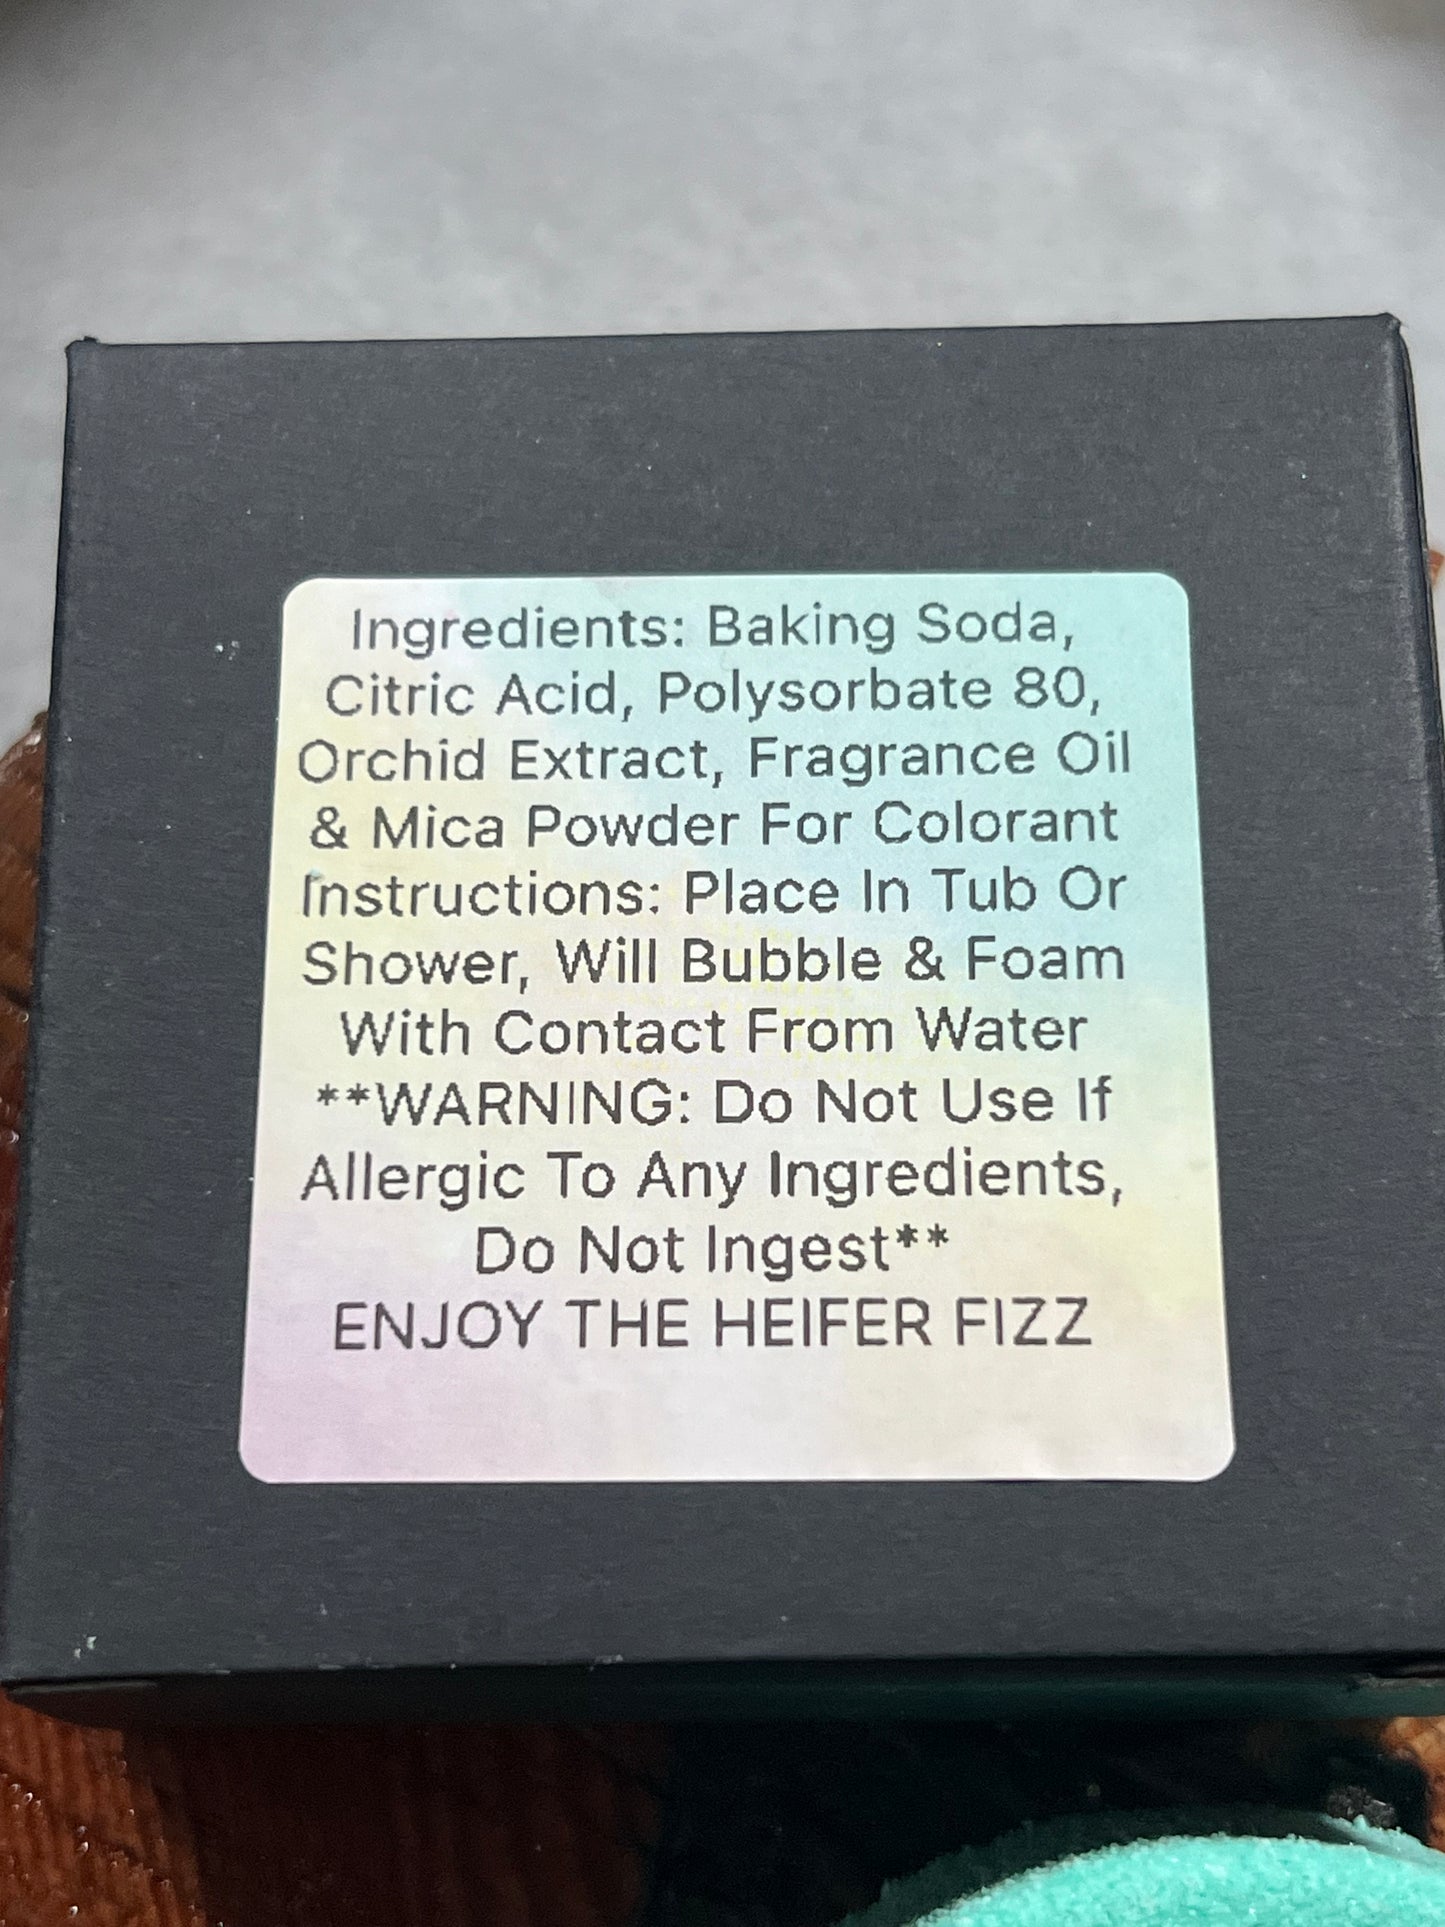 Ingredients: Baking Soda,
Citric Acid, Polysorbate 80,
Orchid Extract, Fragrance Oil
& Mica Powder For Colorant
Instructions: Place In Tub Or
Shower, Will Bubble & Foam
With Contact From Water
**WARNING: Do Not Use If
Allergic To Any Ingredients,
Do Not Ingest**
ENJOY THE HEIFER FIZZ